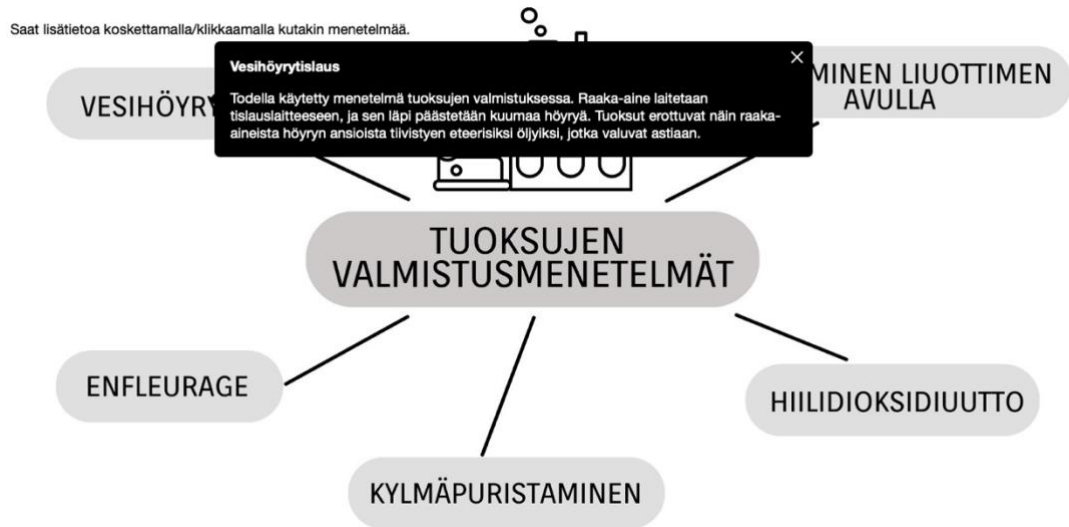 Saat lisätietoa koskettamalla/klikkaamalla kutakin menetelmää.
Vesihöyrytislaus
Todella käytetty menetelmä tuoksujen valmistuksessa. Raaka-aine laitetaan
tislauslaitteeseen, ja sen läpi päästetään kuumaa höyryä. Tuoksut erottuvat näin raaka-
aineista höyryn ansioista tiivistyen eteerisiksi öljyiksi, jotka valuvat astiaan.
VESIHÖYRY
MINEN LIUOTTIMEN
AVULLA
TUOKSUJEN
VALMISTUSMENETELMÄT
ENFLEURAGE
HIILIDIOKSIDIUUTTO
KYLMÄPURISTAMINEN